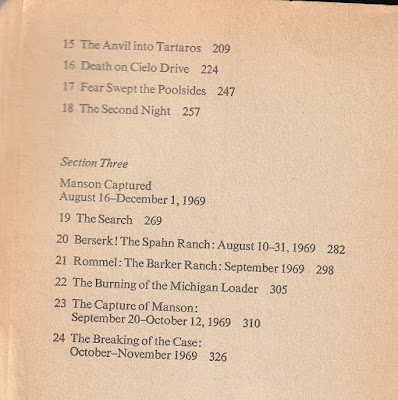 15 The Anvil into Tartaros 209
16 Death on Cielo Drive 224
17 Fear Swept the Poolsides 247
18 The Second Night 257
Section Three
Manson Captured
August 16–December 1, 1969
19 The Search 269
20 Berserk! The Spahn Ranch: August 10–31, 1969 282
21 Rommel: The Barker Ranch: September 1969 298
22 The Burning of the Michigan Loader 305
23 The Capture of Manson:
September 20–October 12, 1969 310
24 The Breaking of the Case:
October–November 1969 326